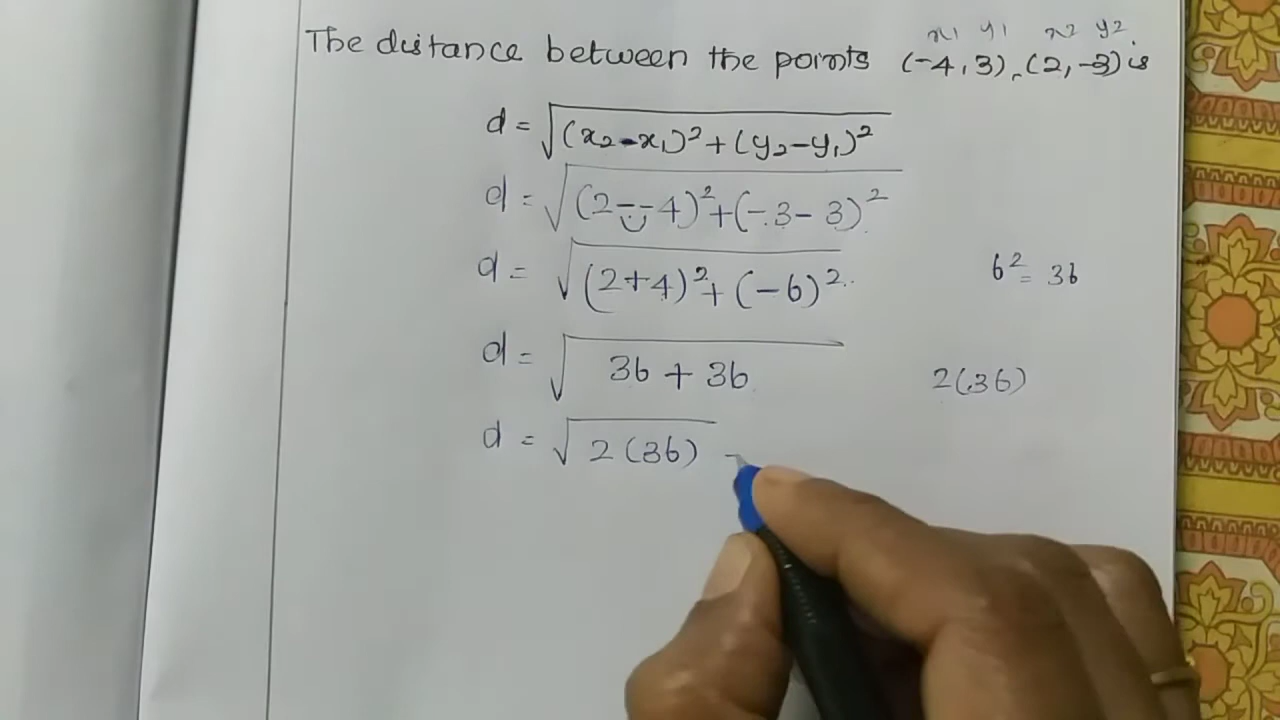 x1 y1 x2 y2
The distance between the points (-4,3), (2,-3) is
d = √(x₂-x₁)²+(y₂-y₁)²
d = √(2--4)²+(-3-3)²
d = √(2+4)²+(-6)²
6² = 36
d = √36+36
2(36)
d = √2(36)